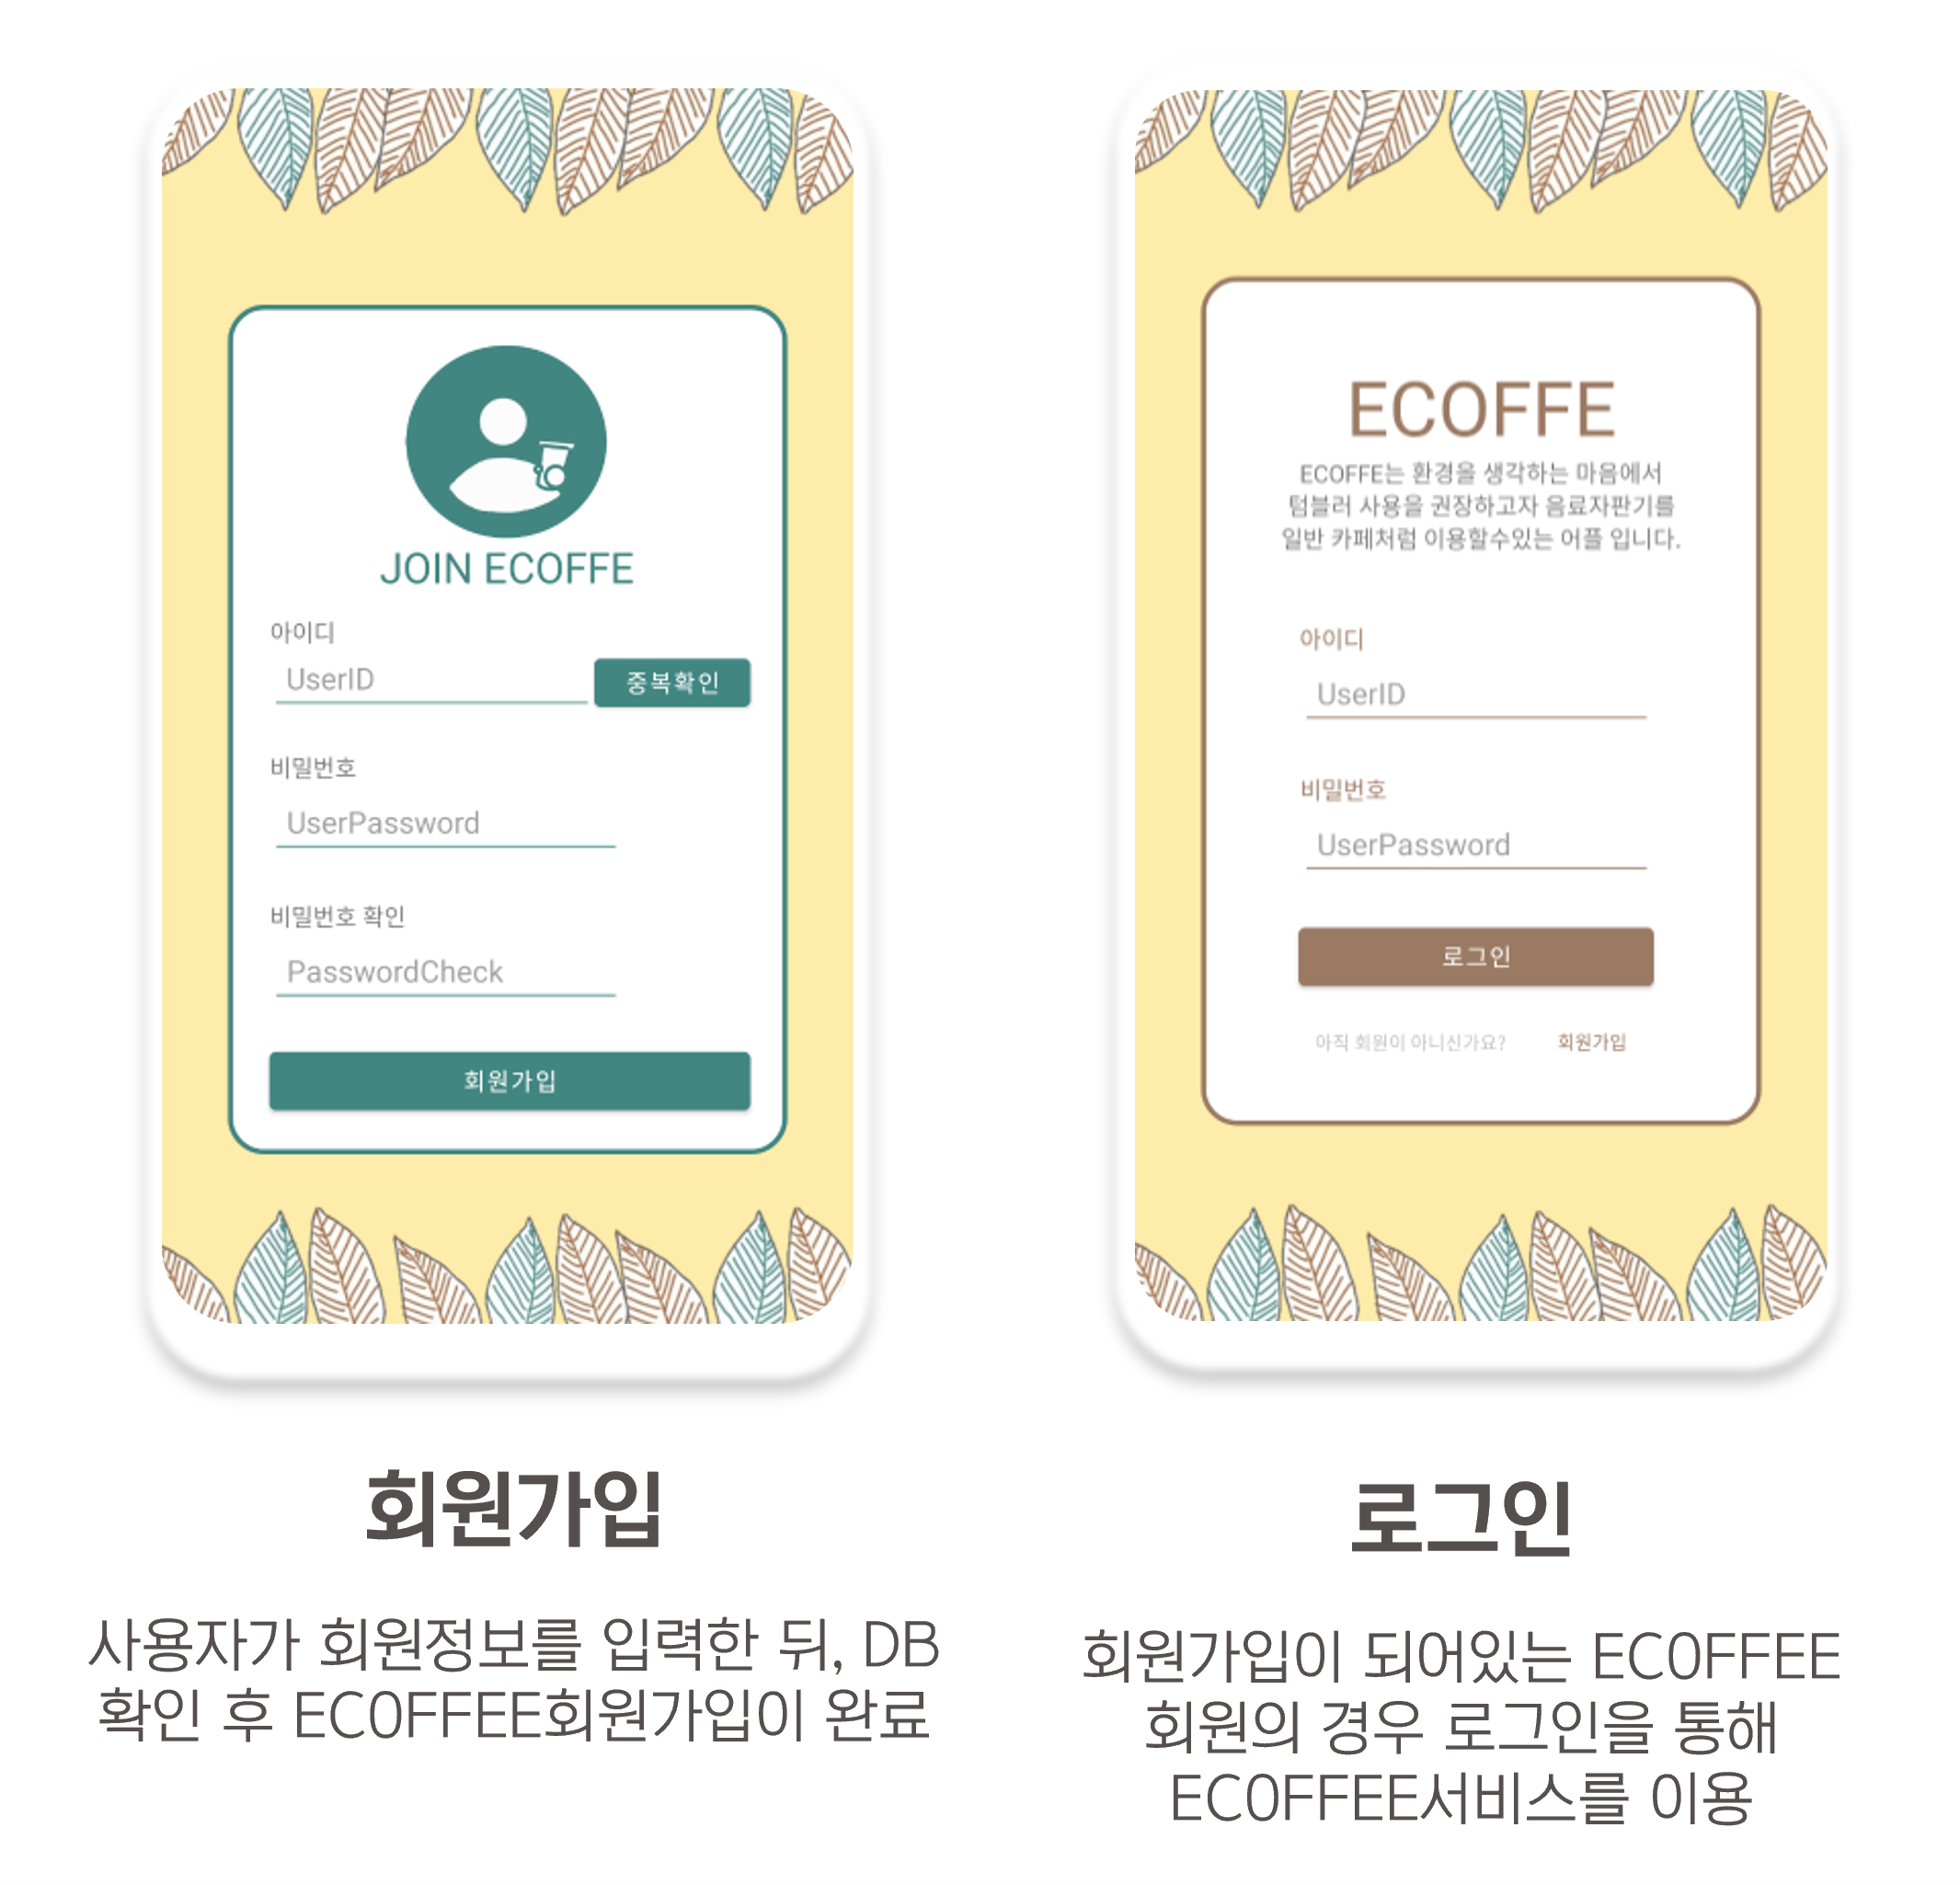 JOIN ECOFFE
아이디
UserID
중복확인
비밀번호
UserPassword
비밀번호 확인
PasswordCheck
회원가입
회원가입
사용자가 회원정보를 입력한 뒤, DB
확인 후 ECOFFEE회원가입이 완료
ECOFFE
ECOFFE는 환경을 생각하는 마음에서
텀블러 사용을 권장하고자 음료자판기를
일반 카페처럼 이용할수있는 어플 입니다.
아이디
UserID
비밀번호
UserPassword
로그인
아직 회원이 아니신가요? 회원가입
로그인
회원가입이 되어있는 ECOFFEE
회원의 경우 로그인을 통해
ECOFFEE서비스를 이용